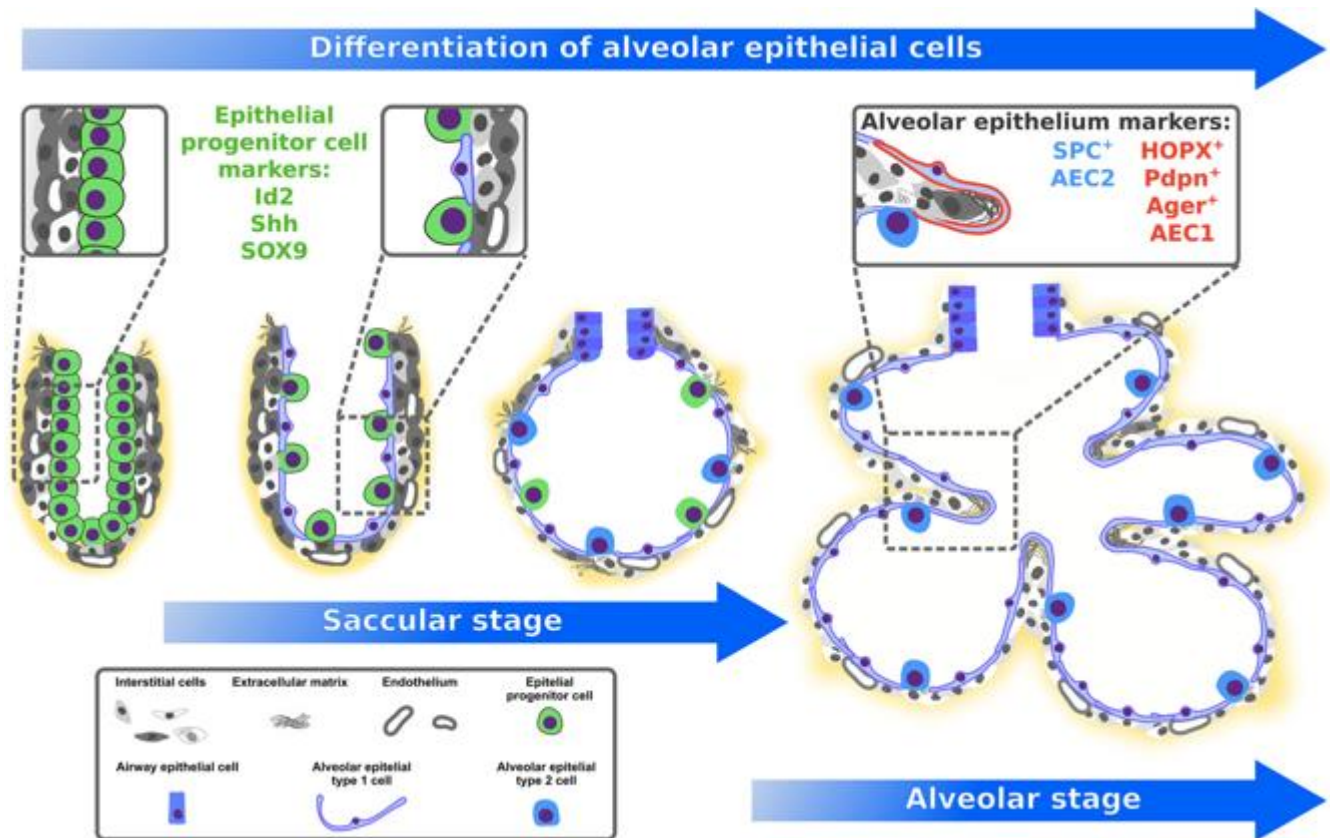 Differentiation of alveolar epithelial cells
Epithelial
progenitor cell
markers:
Id2
Shh
SOX9
Alveolar epithelium markers:
SPC⁺ HOPX⁺
AEC2 Pdpn⁺
Ager⁺
AEC1
Saccular stage
Interstitial cells Extracellular matrix Endothelium Epitelial
progenitor cell
Airway epithelial cell Alveolar epitelial
type 1 cell Alveolar epitelial
type 2 cell
Alveolar stage